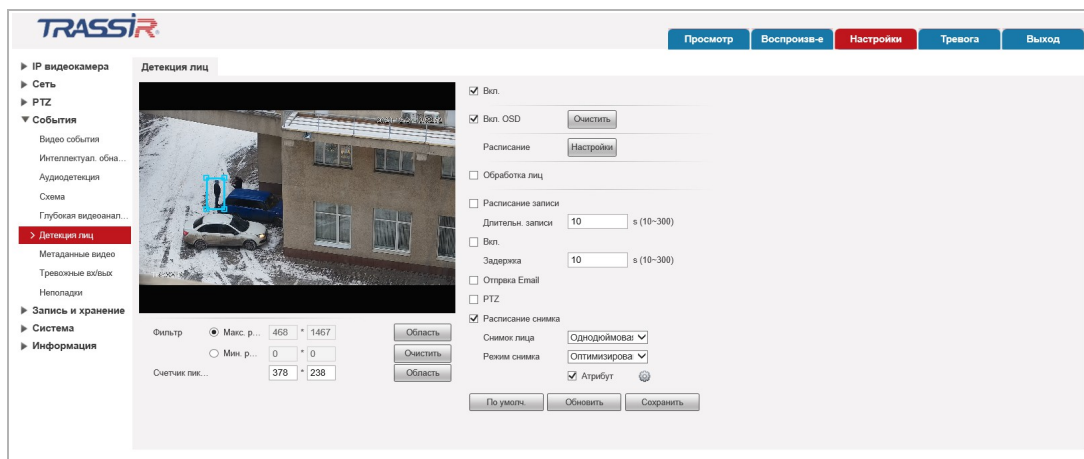 TRASSIR
Просмотр
Воспроизв-е
Настройки
Тревога
Выход
IP видеокамера
Сеть
PTZ
События
Видео события
Интеллектуал. обна...
Аудиодетекция
Схема
Глубокая видеоанал...
Детекция лиц
Метаданные видео
Тревожные вх/вых
Неполадки
Запись и хранение
Система
Информация
Детекция лиц
Фильтр Макс. р... 468 * 1467 Область
Мин. р... 0 * 0 Очистить
Счетчик пик... 378 * 238 Область
Вкл.
Вкл. OSD Очистить
Расписание Настройки
Обработка лиц
Расписание записи
Длительн. записи 10 s (10~300)
Вкл.
Задержка 10 s (10~300)
Отпрвка Email
PTZ
Расписание снимка
Снимок лица Однодюймова
Режим снимка Оптимизирова
Атрибут
По умолч. Обновить Сохранить